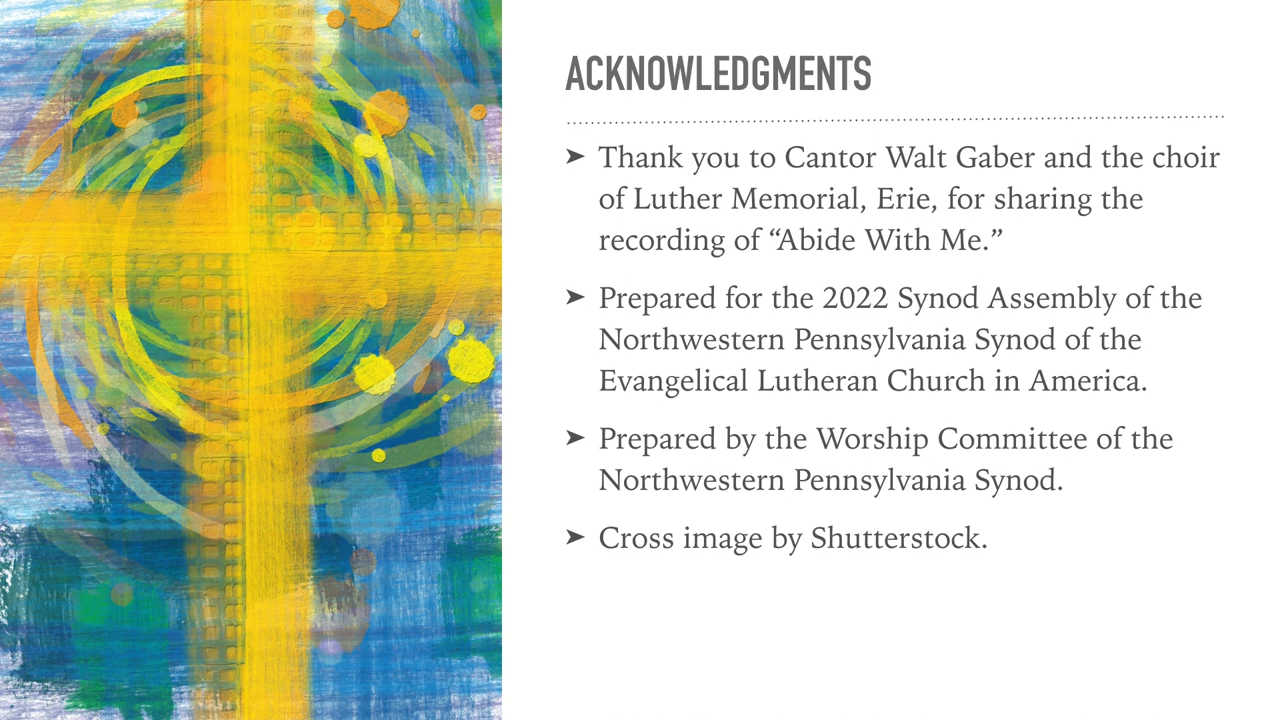 ACKNOWLEDGMENTS
➤ Thank you to Cantor Walt Gaber and the choir
of Luther Memorial, Erie, for sharing the
recording of “Abide With Me.”
➤ Prepared for the 2022 Synod Assembly of the
Northwestern Pennsylvania Synod of the
Evangelical Lutheran Church in America.
➤ Prepared by the Worship Committee of the
Northwestern Pennsylvania Synod.
➤ Cross image by Shutterstock.